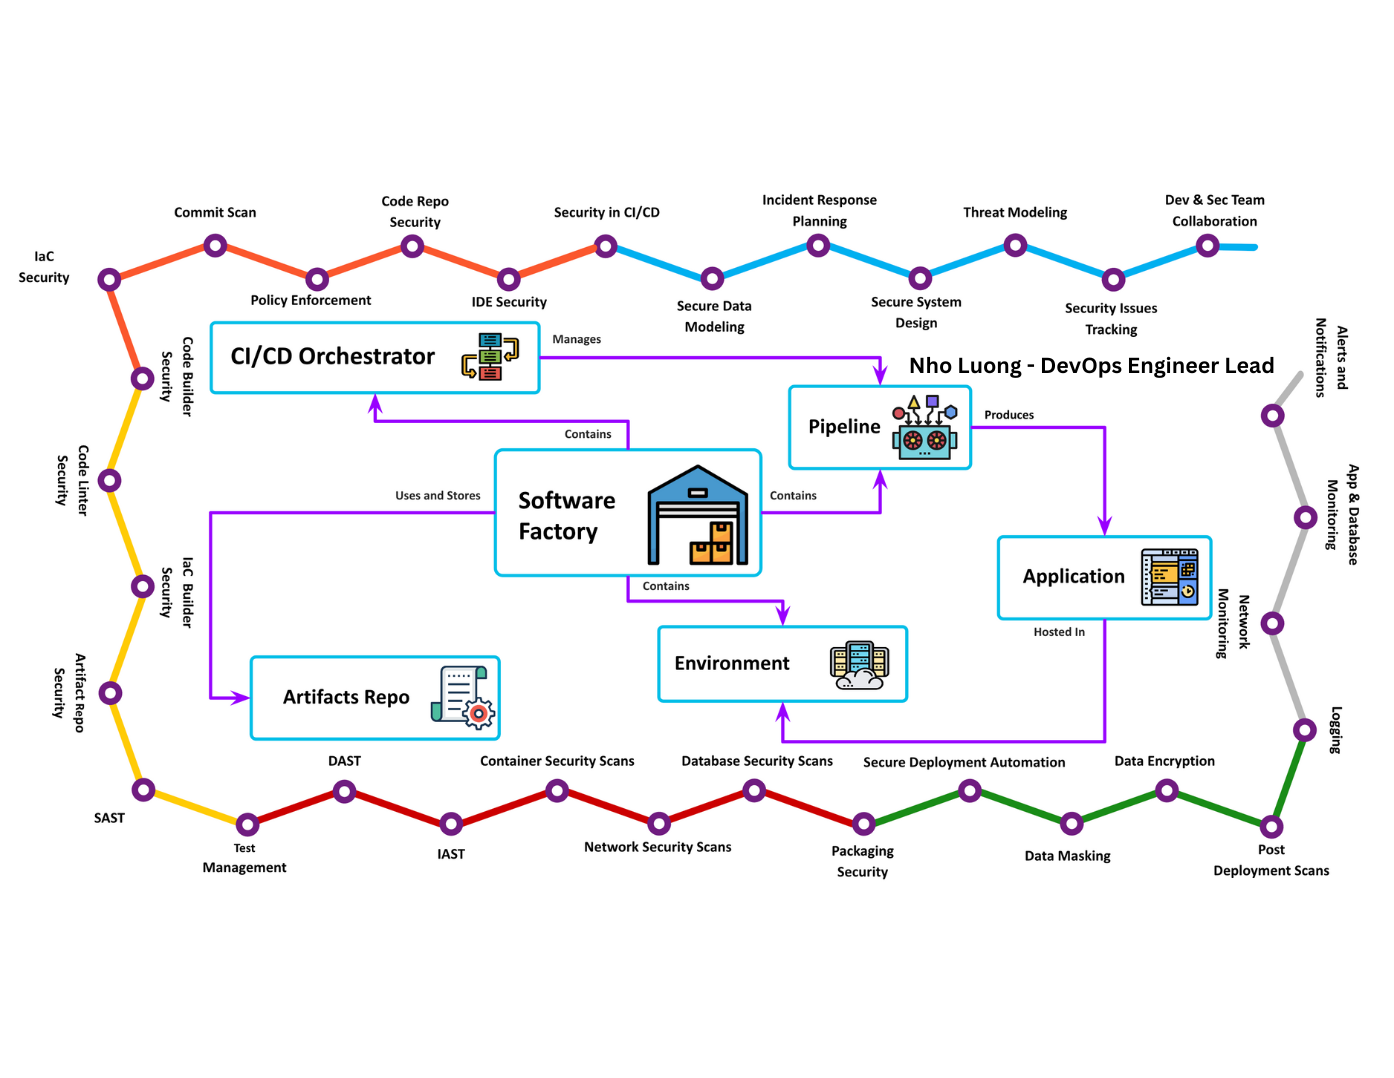 Commit Scan
Code Repo
Security
Security in CI/CD
Incident Response
Planning
Threat Modeling
Dev & Sec Team
Collaboration
IaC
Security
Policy Enforcement
IDE Security
Secure Data
Modeling
Secure System
Design
Security Issues
Tracking
Code Builder
Security
Code Linter
Security
IaC Builder
Security
Artifact Repo
Security
CI/CD Orchestrator
Manages
Nho Luong - DevOps Engineer Lead
Contains
Pipeline
Produces
Uses and Stores
Software
Factory
Contains
Contains
Application
Hosted In
Environment
Artifacts Repo
Alerts and
Notifications
App & Database
Monitoring
Network
Monitoring
Logging
SAST
DAST
Container Security Scans
Database Security Scans
Secure Deployment Automation
Data Encryption
Test
Management
IAST
Network Security Scans
Packaging
Security
Data Masking
Post
Deployment Scans